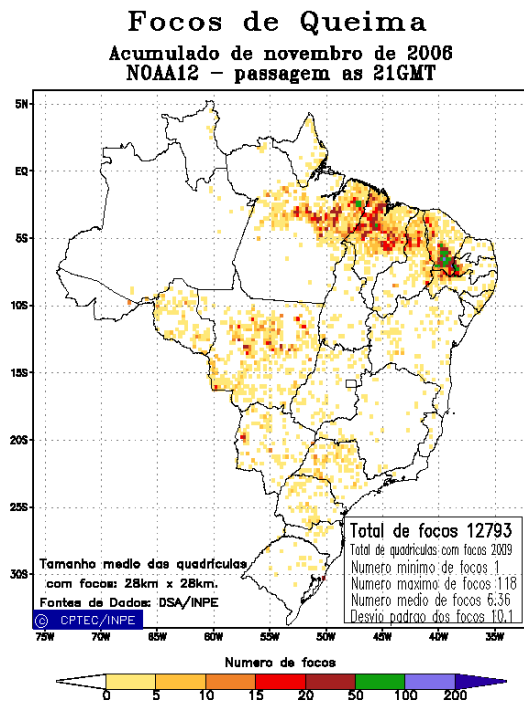 Focos de Queima
Acumulado de novembro de 2006
NOAA12 - passagem as 21GMT
5N
EQ
5S
10S
15S
20S
25S
30S
Total de focos 12793
Total de quadriculas com focos 2009
Numero minimo de focos 1
Numero maximo de focos 118
Numero medio de focos 6.36
Desvio padrao dos focos 10.1
Tamanho medio das quadrículas
com focos: 28km x 28km.
Fontes de Dados: DSA/INPE
© CPTEC/INPE
75W 70W 65W 60W 55W 50W 45W 40W 35W
Numero de focos
0 5 10 15 20 50 100 200